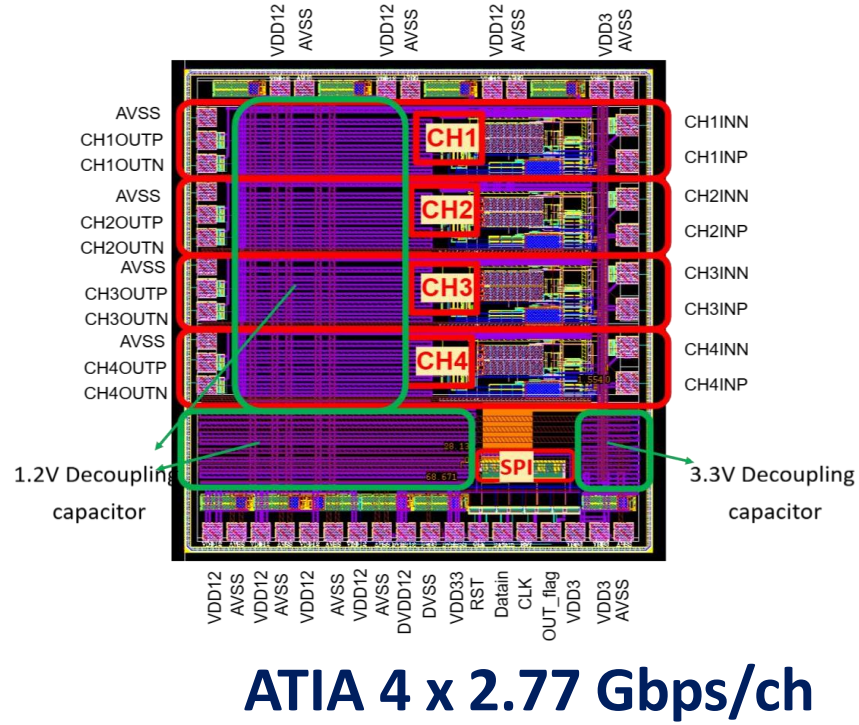 VDD12
AVSS
VDD12
AVSS
VDD12
AVSS
VDD3
AVSS
AVSS
CH1OUTP
CH1OUTN
CH1
CH1INN
CH1INP
AVSS
CH2OUTP
CH2OUTN
CH2
CH2INN
CH2INP
AVSS
CH3OUTP
CH3OUTN
CH3
CH3INN
CH3INP
AVSS
CH4OUTP
CH4OUTN
CH4
CH4INN
CH4INP
60.671
SPI
1.2V Decoupling
capacitor
3.3V Decoupling
capacitor
VDD12
AVSS
VDD12
AVSS
VDD12
AVSS
VDD12
AVSS
DVDD12
DVSS
VDD33
RST
Datain
CLK
OUT_flag
VDD3
VDD3
AVSS
ATIA 4 x 2.77 Gbps/ch